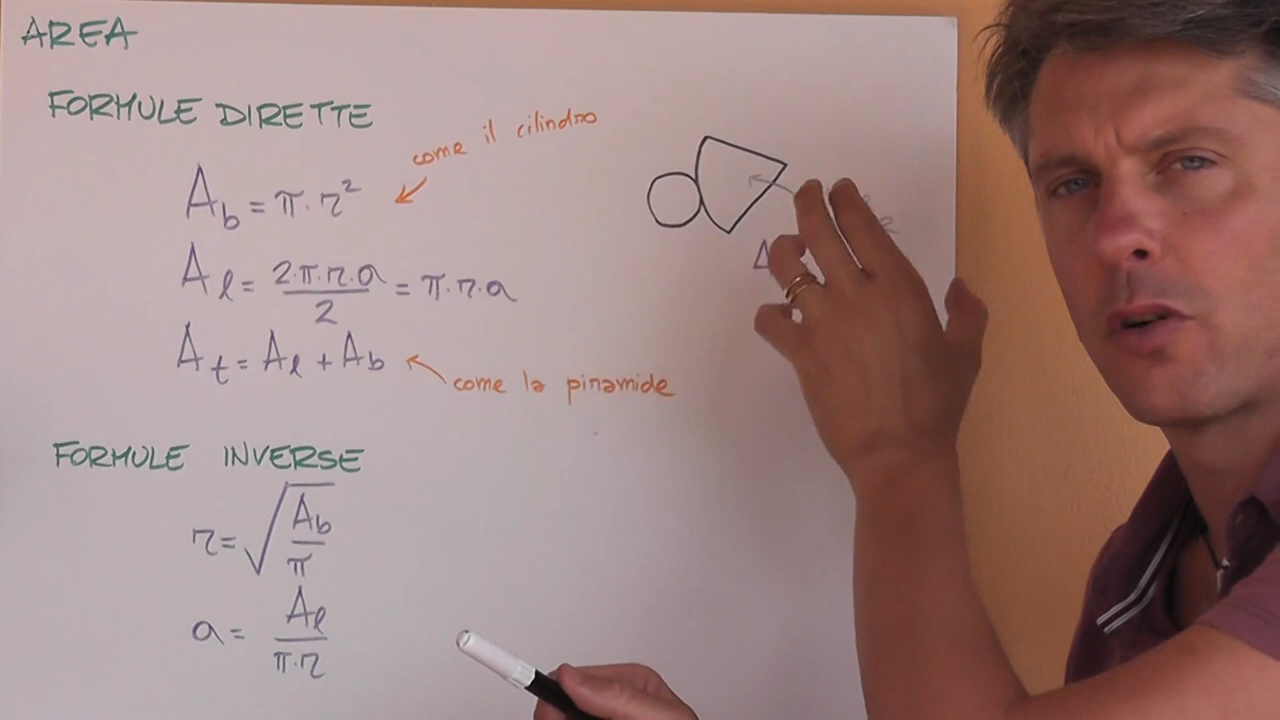 AREA
FORMULE DIRETTE
come il cilindro
A_b = π·r²
A_l = 2·π·r·a / 2 = π·r·a
A_t = A_l + A_b
come la piramide
FORMULE INVERSE
r = √(A_b / π)
a = A_l / π·r